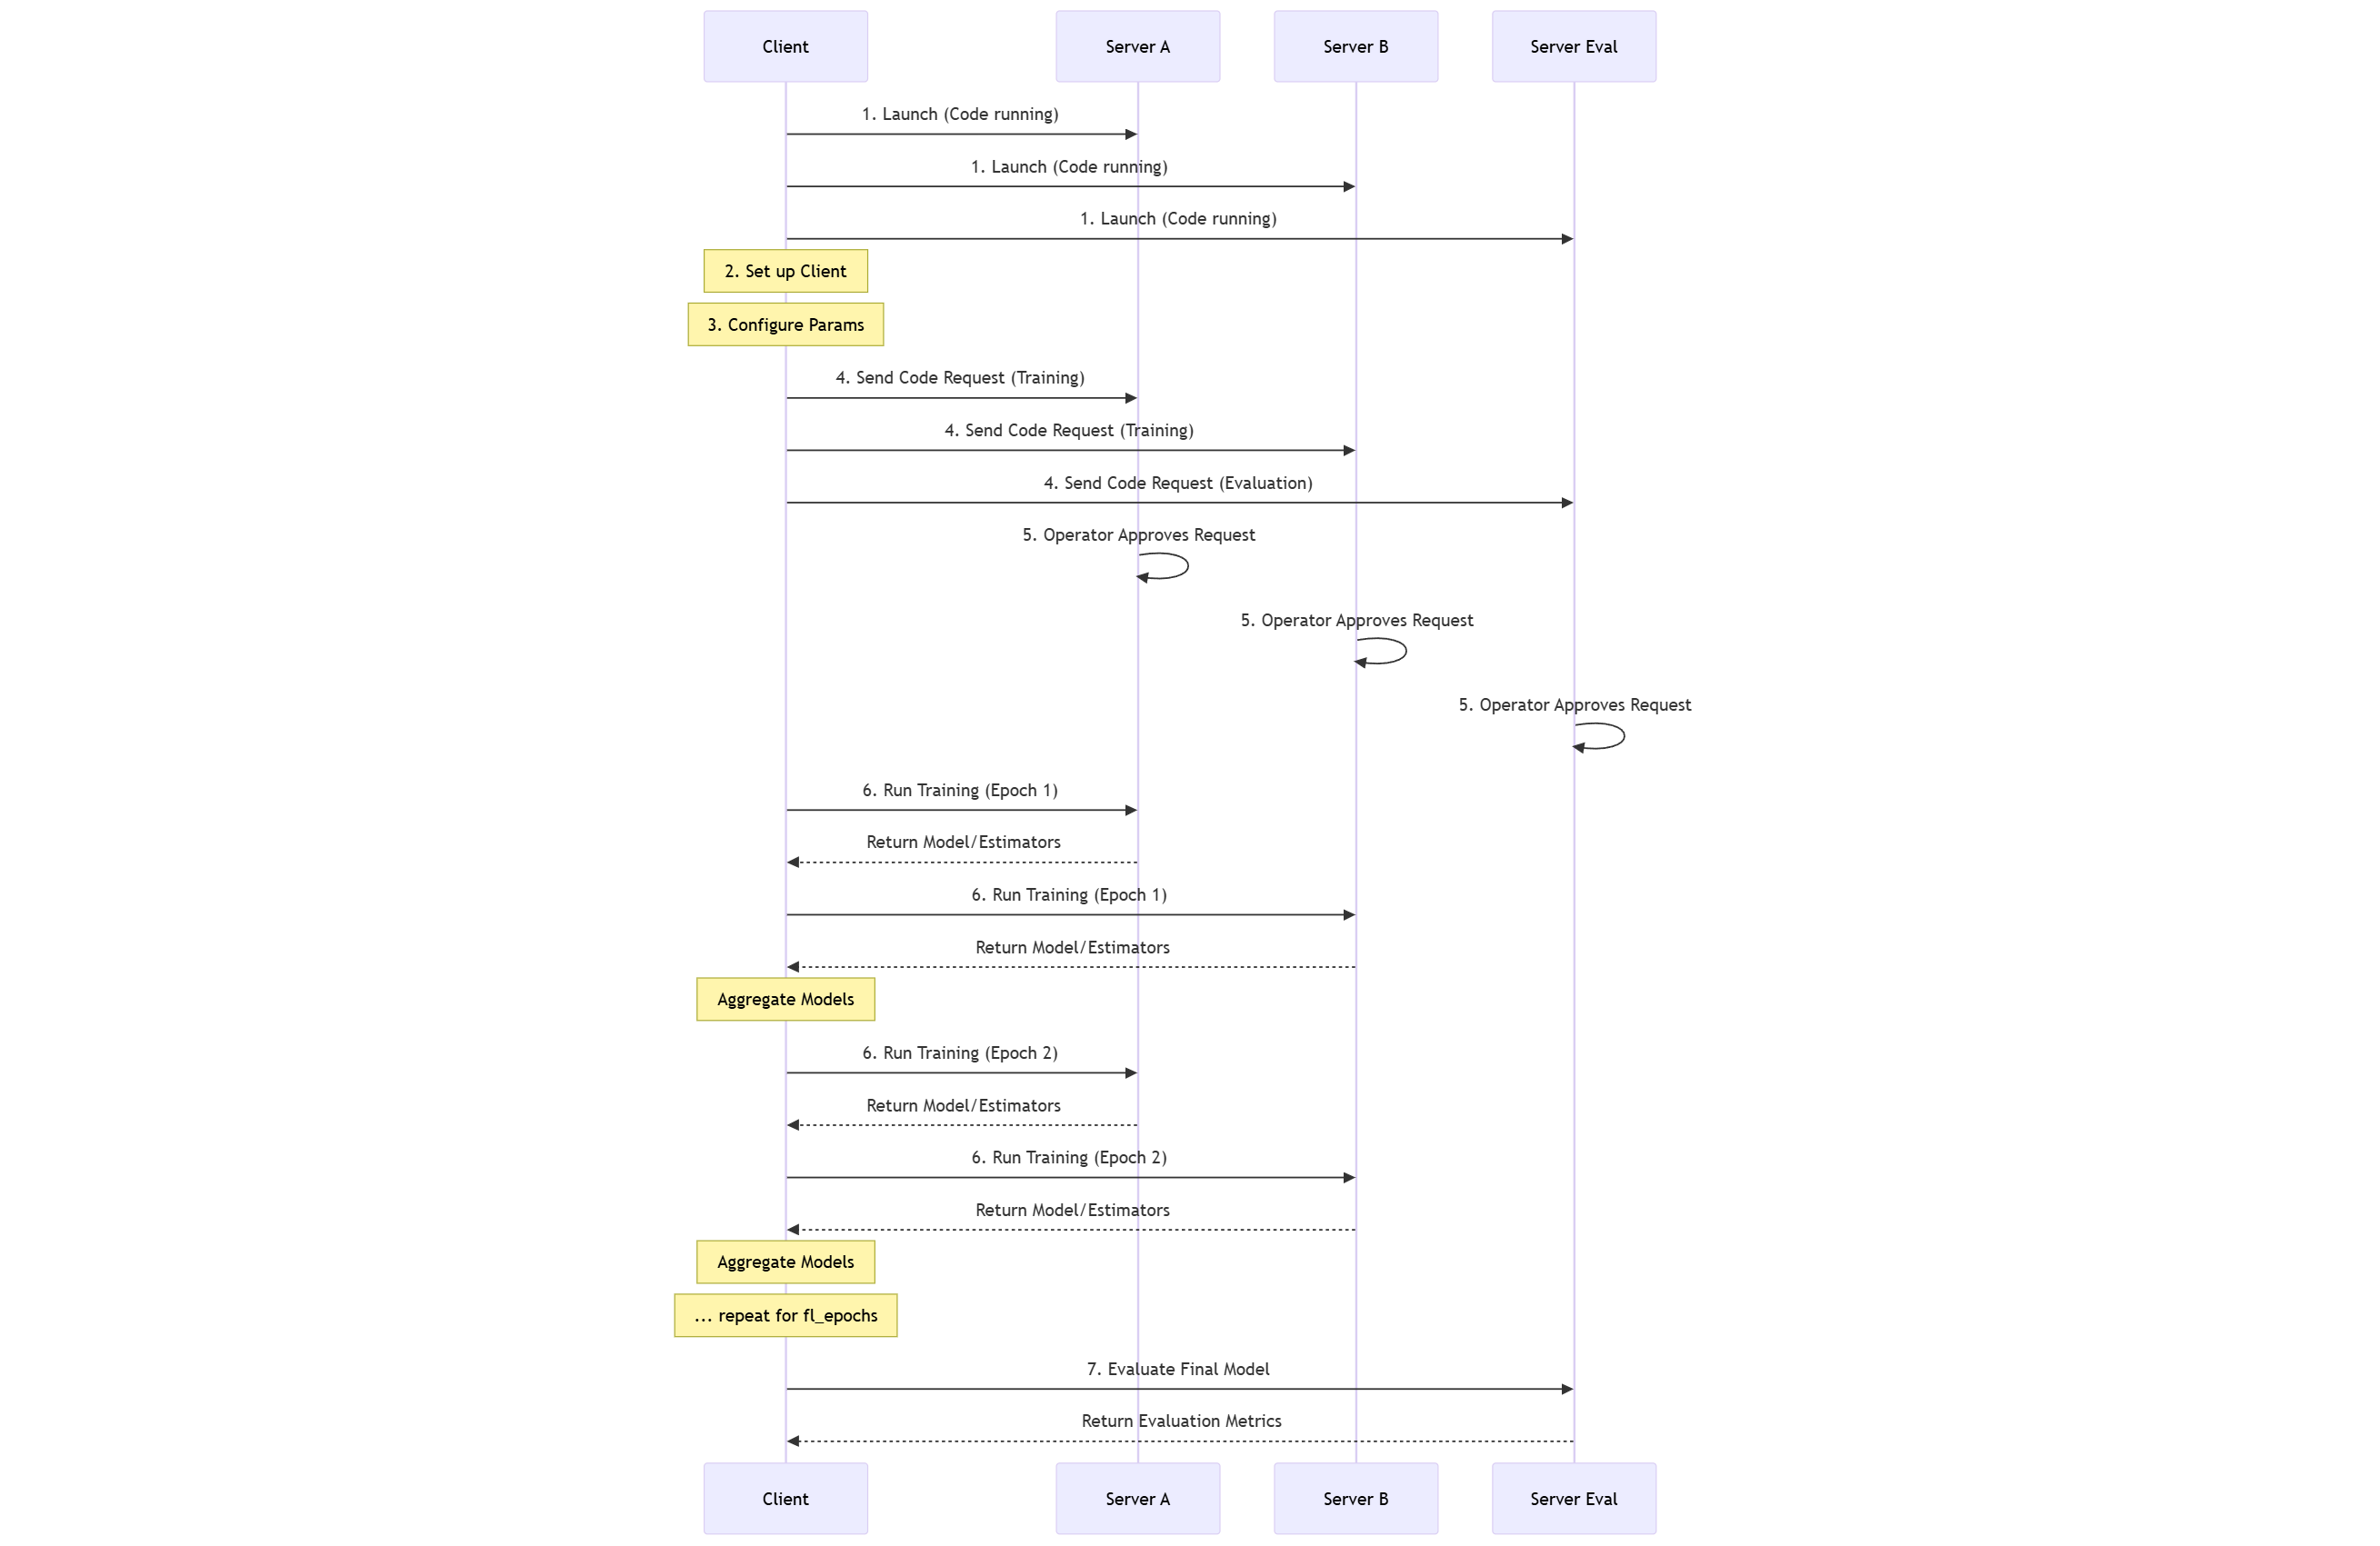 Client
Server A
Server B
Server Eval
1. Launch (Code running)
1. Launch (Code running)
1. Launch (Code running)
2. Set up Client
3. Configure Params
4. Send Code Request (Training)
4. Send Code Request (Training)
4. Send Code Request (Evaluation)
5. Operator Approves Request
5. Operator Approves Request
5. Operator Approves Request
6. Run Training (Epoch 1)
Return Model/Estimators
6. Run Training (Epoch 1)
Return Model/Estimators
Aggregate Models
6. Run Training (Epoch 2)
Return Model/Estimators
6. Run Training (Epoch 2)
Return Model/Estimators
Aggregate Models
... repeat for fl_epochs
7. Evaluate Final Model
Return Evaluation Metrics
Client
Server A
Server B
Server Eval